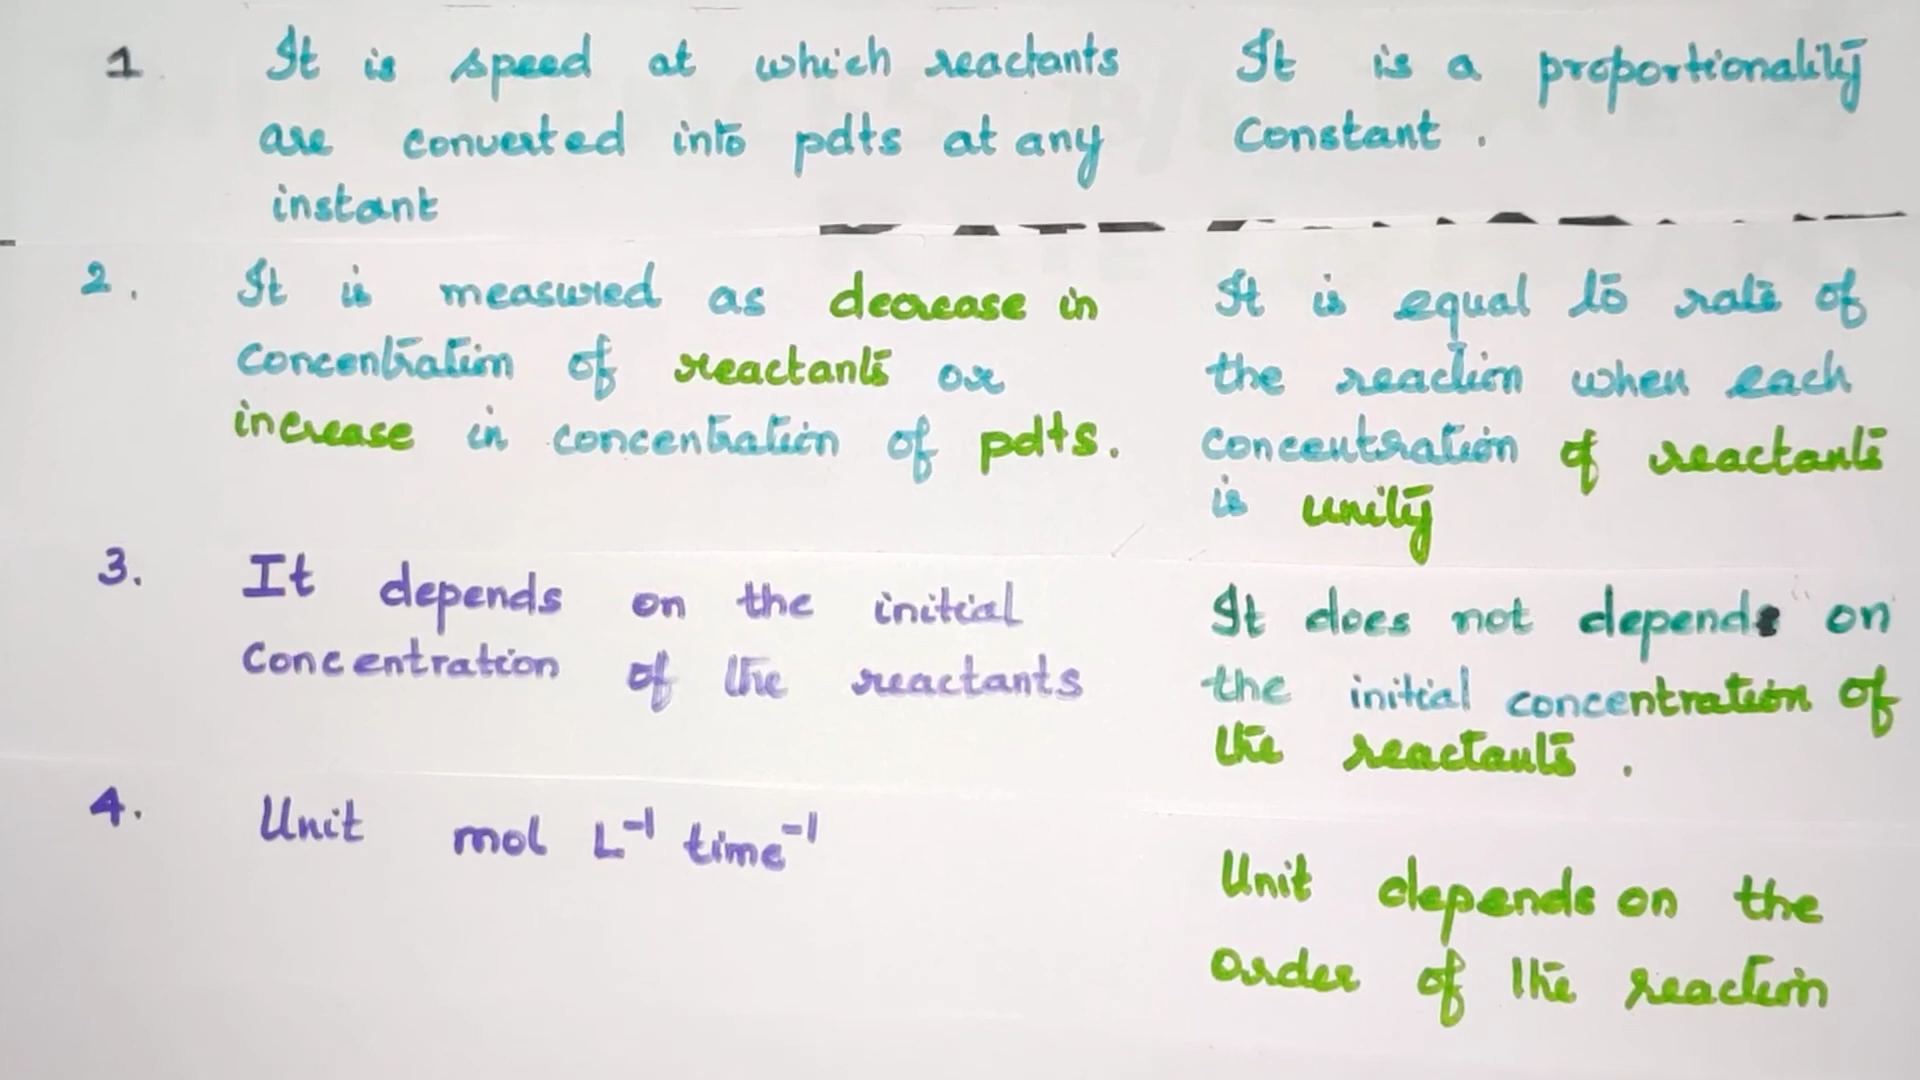 1 It is speed at which reactants
are converted into pdts at any
instant
It is a proportionality
Constant .
2. It is measured as decrease in
Concentration of reactants or
increase in concentration of pdts.
It is equal to rate of
the reaction when each
concentration of reactants
is unity
3. It depends on the initial
Concentration of the reactants
It does not depends on
the initial concentration of
the reactants .
4. Unit mol L⁻¹ time⁻¹
Unit depends on the
Order of the reaction